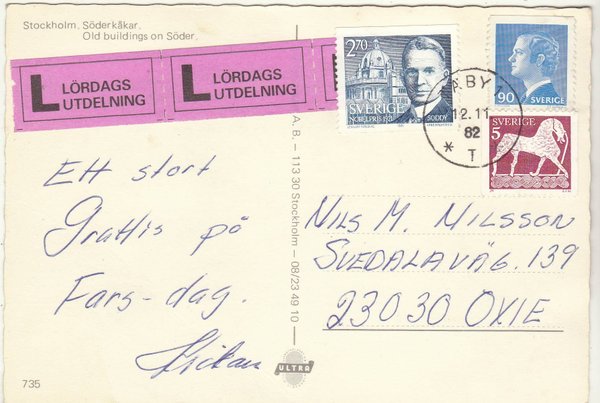 Stockholm. Söderkåkar.
Old buildings on Söder.
L LÖRDAGS
UTDELNING
L LÖRDAGS
UTDELNING
2.70
SVERIGE
NOBELPRIS 1921 SODDY
90 SVERIGE
SVERIGE
5
ÄBY
12.11
82
* T
Ett stort
Grattis på
Fars-dag.
A. B. — 113 30 Stockholm — 08/23 49 10 —
ULTRA
NILS M. NILSSON
SVEDALAVÄG. 139
230 30 OXIE
735